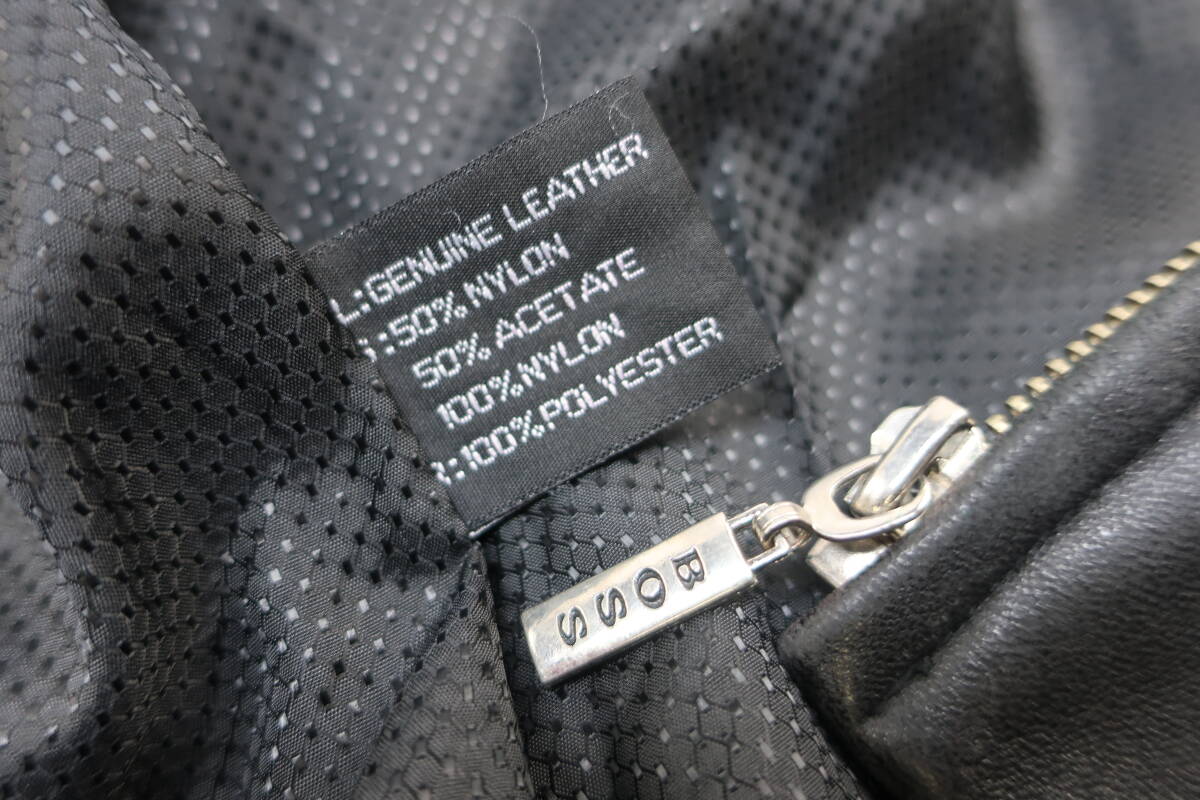 L:GENUINE LEATHER
:50%NYLON
50% ACETATE
100%NYLON
:100%POLYESTER
BOSS